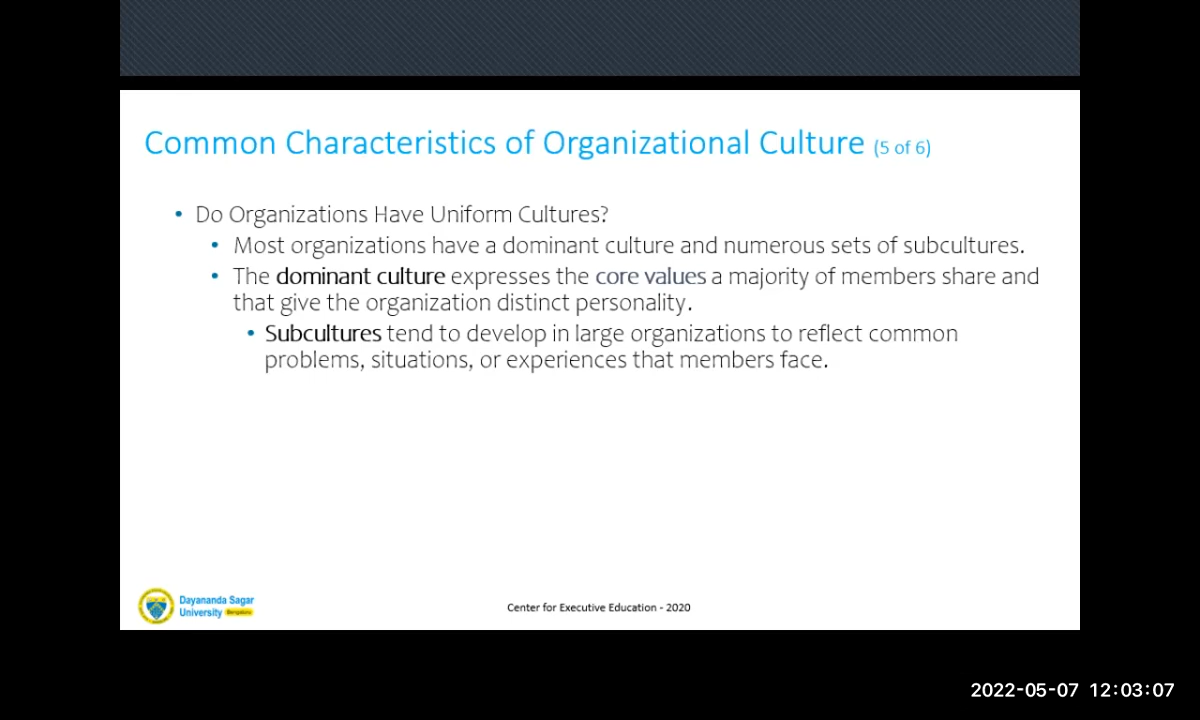 Common Characteristics of Organizational Culture (5 of 6)
• Do Organizations Have Uniform Cultures?
• Most organizations have a dominant culture and numerous sets of subcultures.
• The dominant culture expresses the core values a majority of members share and
that give the organization distinct personality.
• Subcultures tend to develop in large organizations to reflect common
problems, situations, or experiences that members face.
Dayananda Sagar
University Bengaluru
Center for Executive Education - 2020
2022-05-07 12:03:07